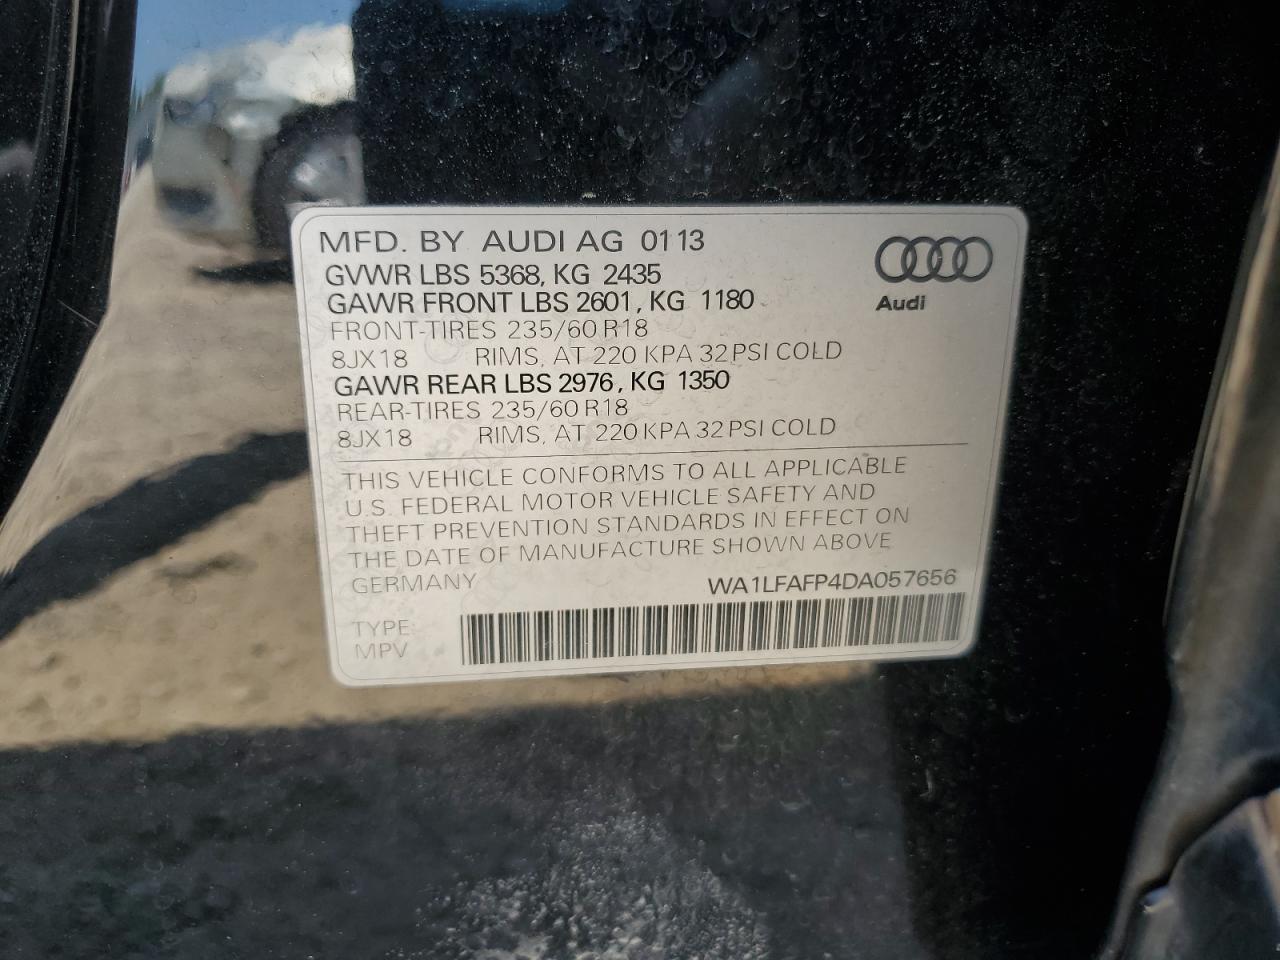 MFD. BY AUDI AG 01 13
GVWR LBS 5368, KG 2435
GAWR FRONT LBS 2601, KG 1180
FRONT-TIRES 235/60 R18
8JX18 RIMS, AT 220 KPA 32 PSI COLD
GAWR REAR LBS 2976, KG 1350
REAR-TIRES 235/60 R18
8JX18 RIMS, AT 220 KPA 32 PSI COLD
Audi
THIS VEHICLE CONFORMS TO ALL APPLICABLE
U.S. FEDERAL MOTOR VEHICLE SAFETY AND
THEFT PREVENTION STANDARDS IN EFFECT ON
THE DATE OF MANUFACTURE SHOWN ABOVE
GERMANY WA1LFAFP4DA057656
TYPE:
MPV